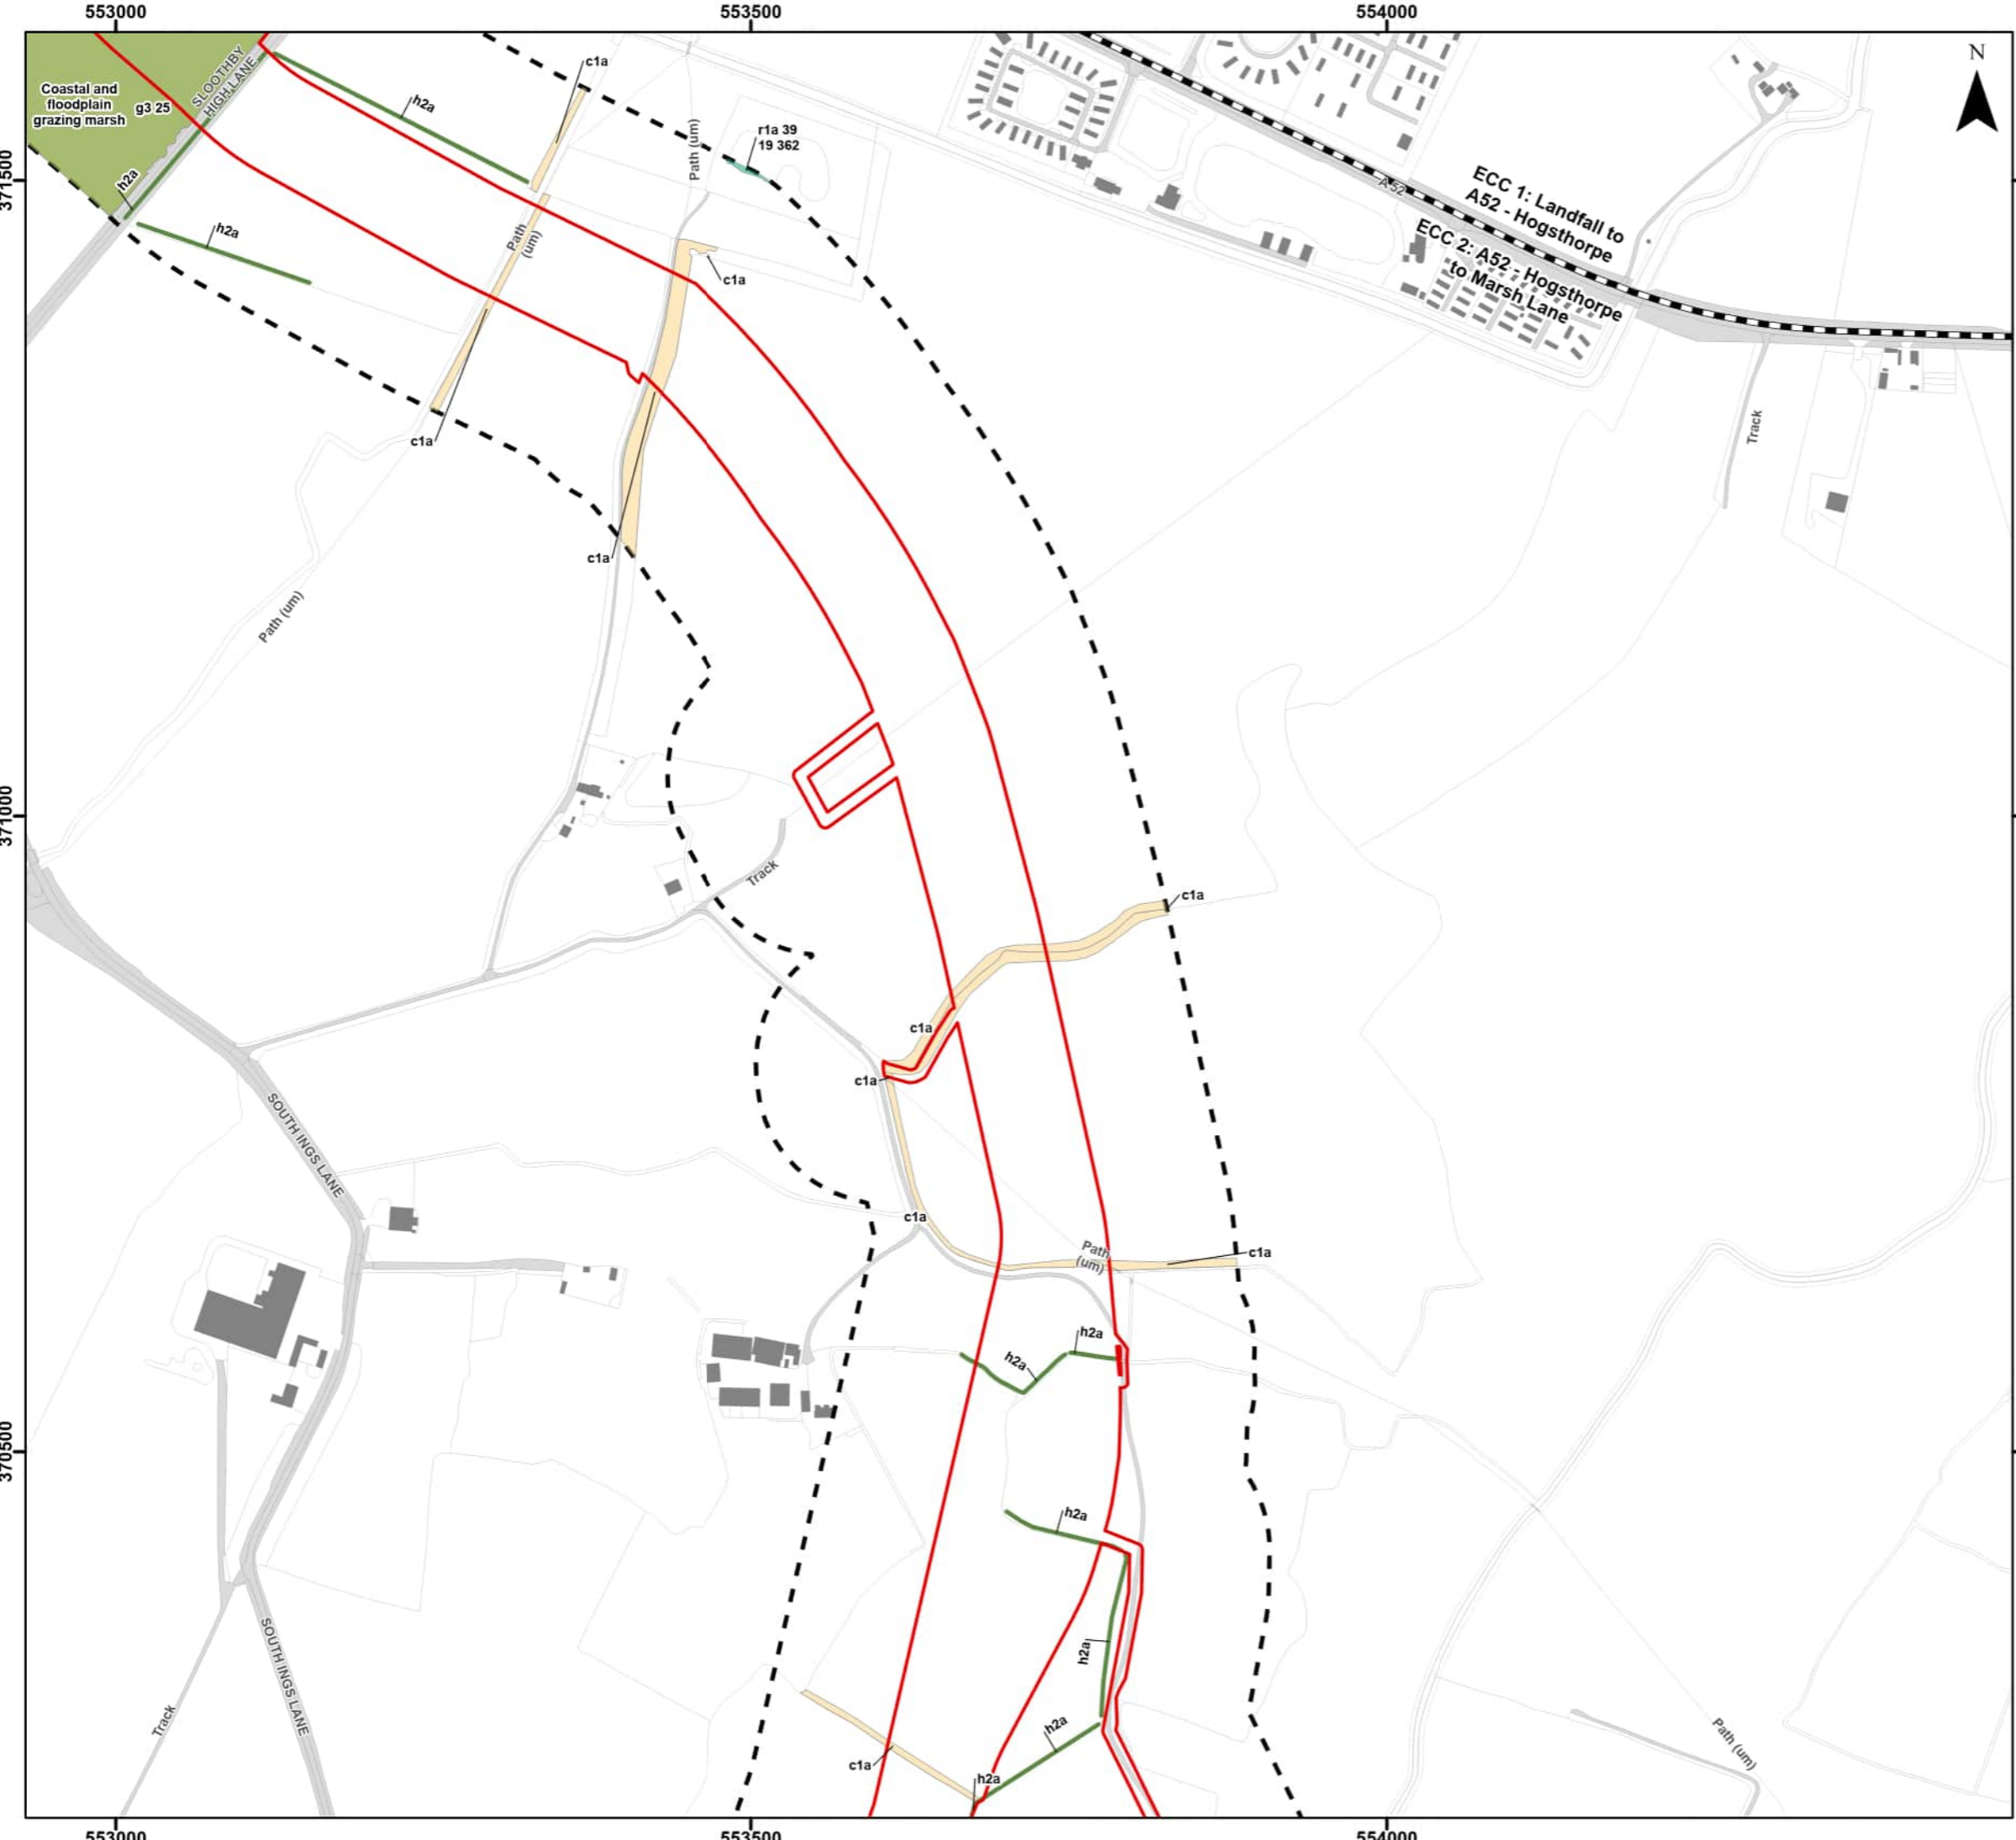 553000
553500
554000
N
371500
371000
370500
Coastal and
floodplain
grazing marsh
g3 25
SLOOTHBY
HIGH LANE
h2a
h2a
h2a
c1a
Path (um)
r1a 39
19 362
Path
(um)
c1a
c1a
c1a
A 52
ECC 1: Landfall to
A52 - Hogsthorpe
ECC 2: A52 - Hogsthorpe
to Marsh Lane
Track
Path (um)
Track
c1a
c1a
c1a
SOUTH INGS LANE
c1a
Path
(um)
c1a
h2a
h2a
h2a
h2a
h2a
c1a
h2a
SOUTH INGS LANE
Track
Path (um)
553000
553500
554000